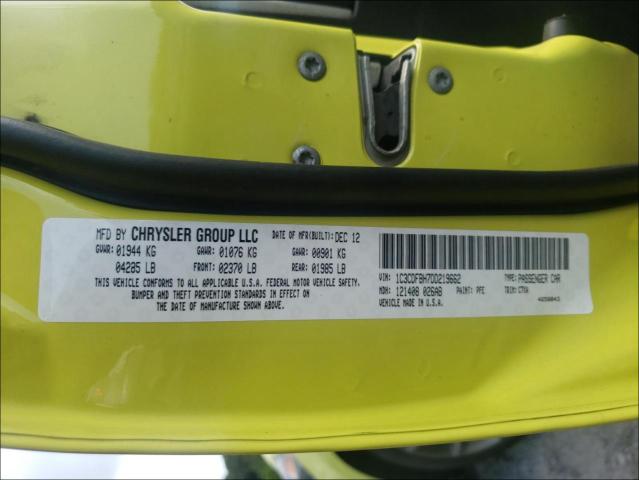 MFD BY CHRYSLER GROUP LLC DATE OF MFR(BUILT): DEC 12
GVWR: 01944 KG GAWR: 01076 KG GAWR: 00901 KG
04285 LB FRONT: 02370 LB REAR: 01985 LB
THIS VEHICLE CONFORMS TO ALL APPLICABLE U.S.A. FEDERAL MOTOR VEHICLE SAFETY,
BUMPER AND THEFT PREVENTION STANDARDS IN EFFECT ON
THE DATE OF MANUFACTURE SHOWN ABOVE.
VIN: 1C3CDFBH7DD219662 TYPE: PASSENGER CAR
MDH: 121408 026AB PAINT: PFC TRIM: C7XA
VEHICLE MADE IN U.S.A.